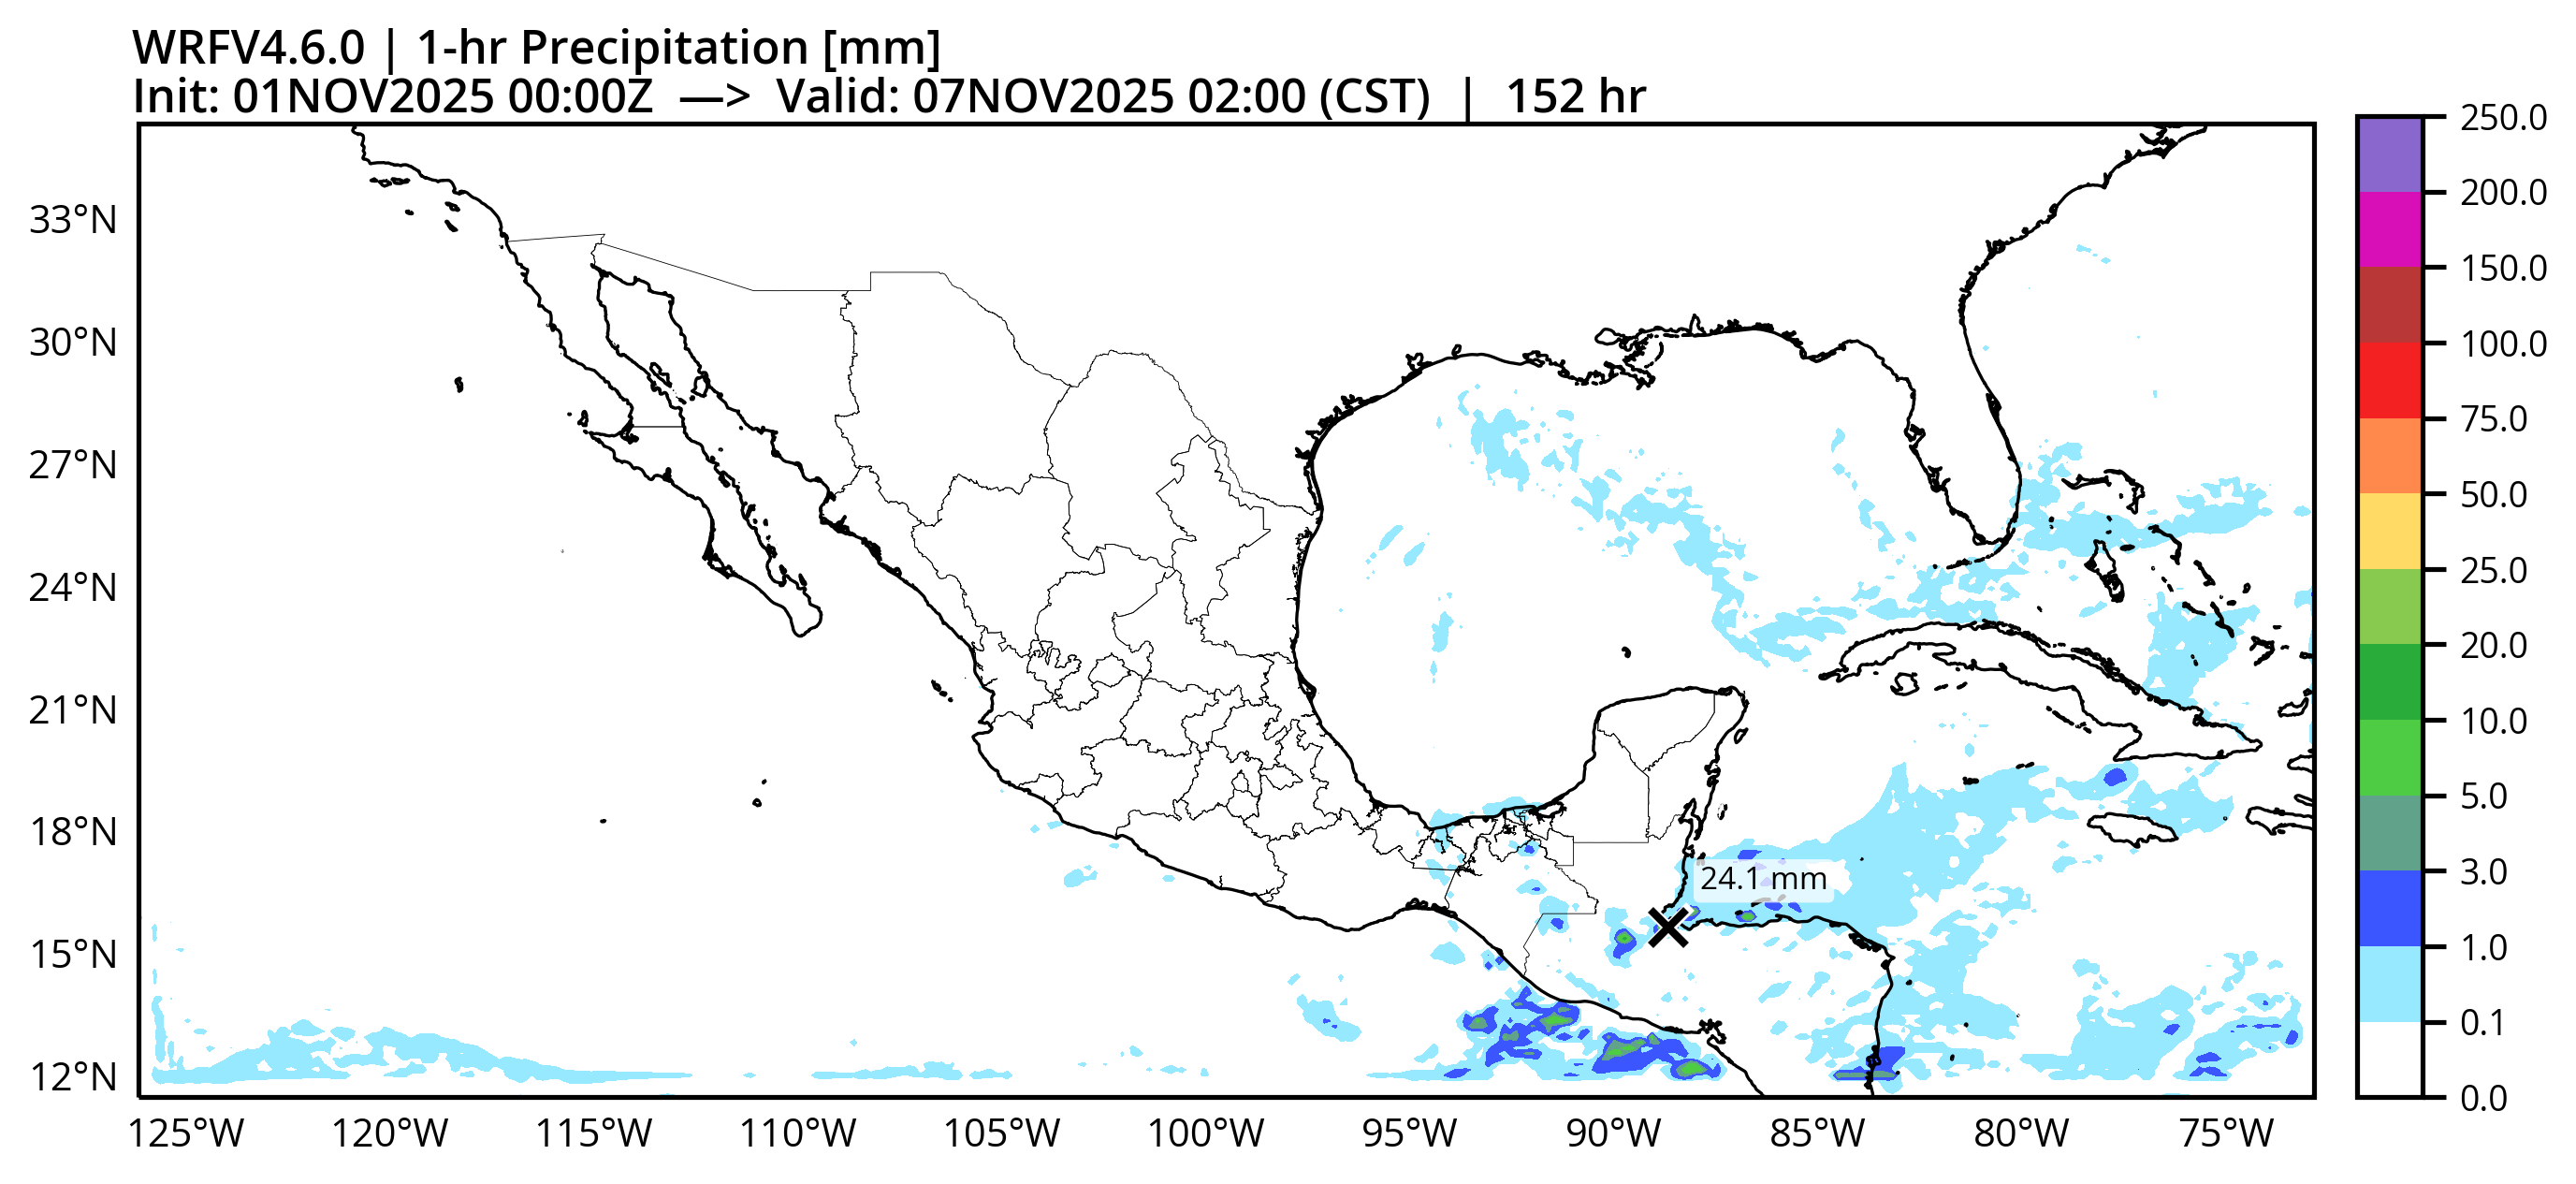 WRFV4.6.0 | 1-hr Precipitation [mm]
Init: 01NOV2025 00:00Z —> Valid: 07NOV2025 02:00 (CST) | 152 hr
33°N
30°N
27°N
24°N
21°N
18°N
15°N
12°N
125°W 120°W 115°W 110°W 105°W 100°W 95°W 90°W 85°W 80°W 75°W
24.1 mm
250.0
200.0
150.0
100.0
75.0
50.0
25.0
20.0
10.0
5.0
3.0
1.0
0.1
0.0